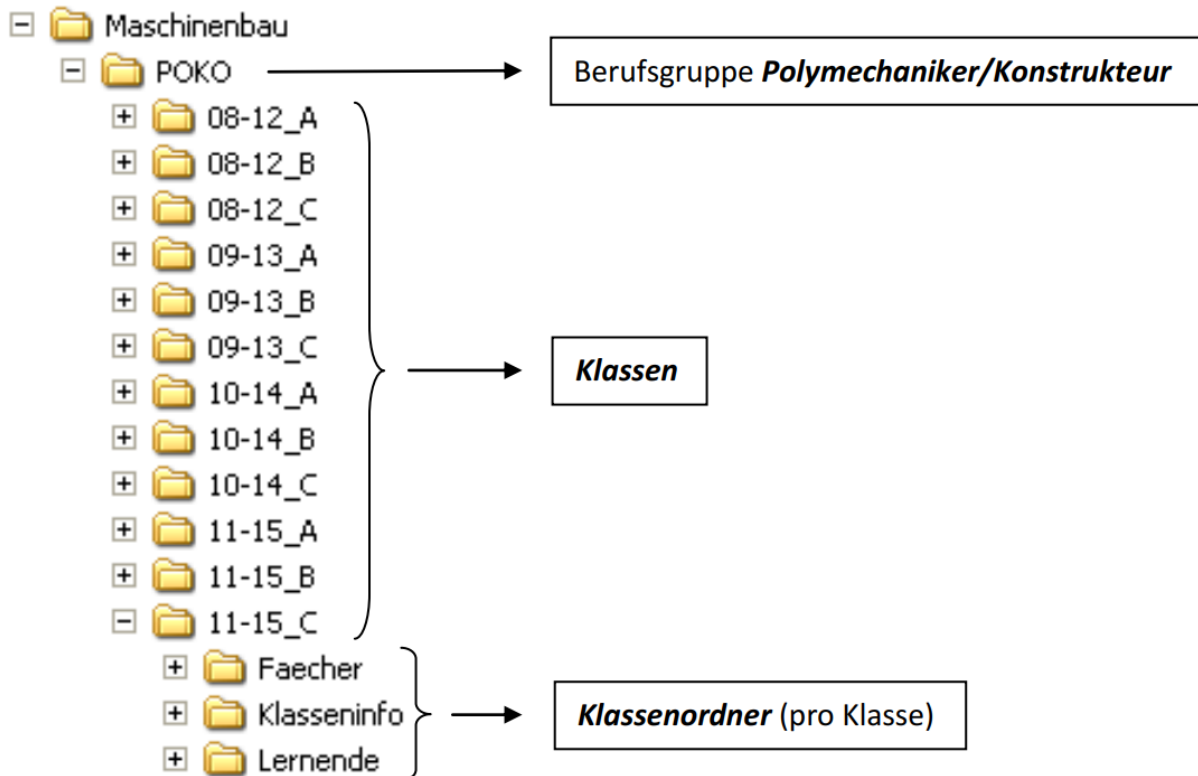 Maschinenbau
POKO
Berufsgruppe Polymechaniker/Konstrukteur
08-12_A
08-12_B
08-12_C
09-13_A
09-13_B
09-13_C
Klassen
10-14_A
10-14_B
10-14_C
11-15_A
11-15_B
11-15_C
Faecher
Klasseninfo
Klassenordner (pro Klasse)
Lernende